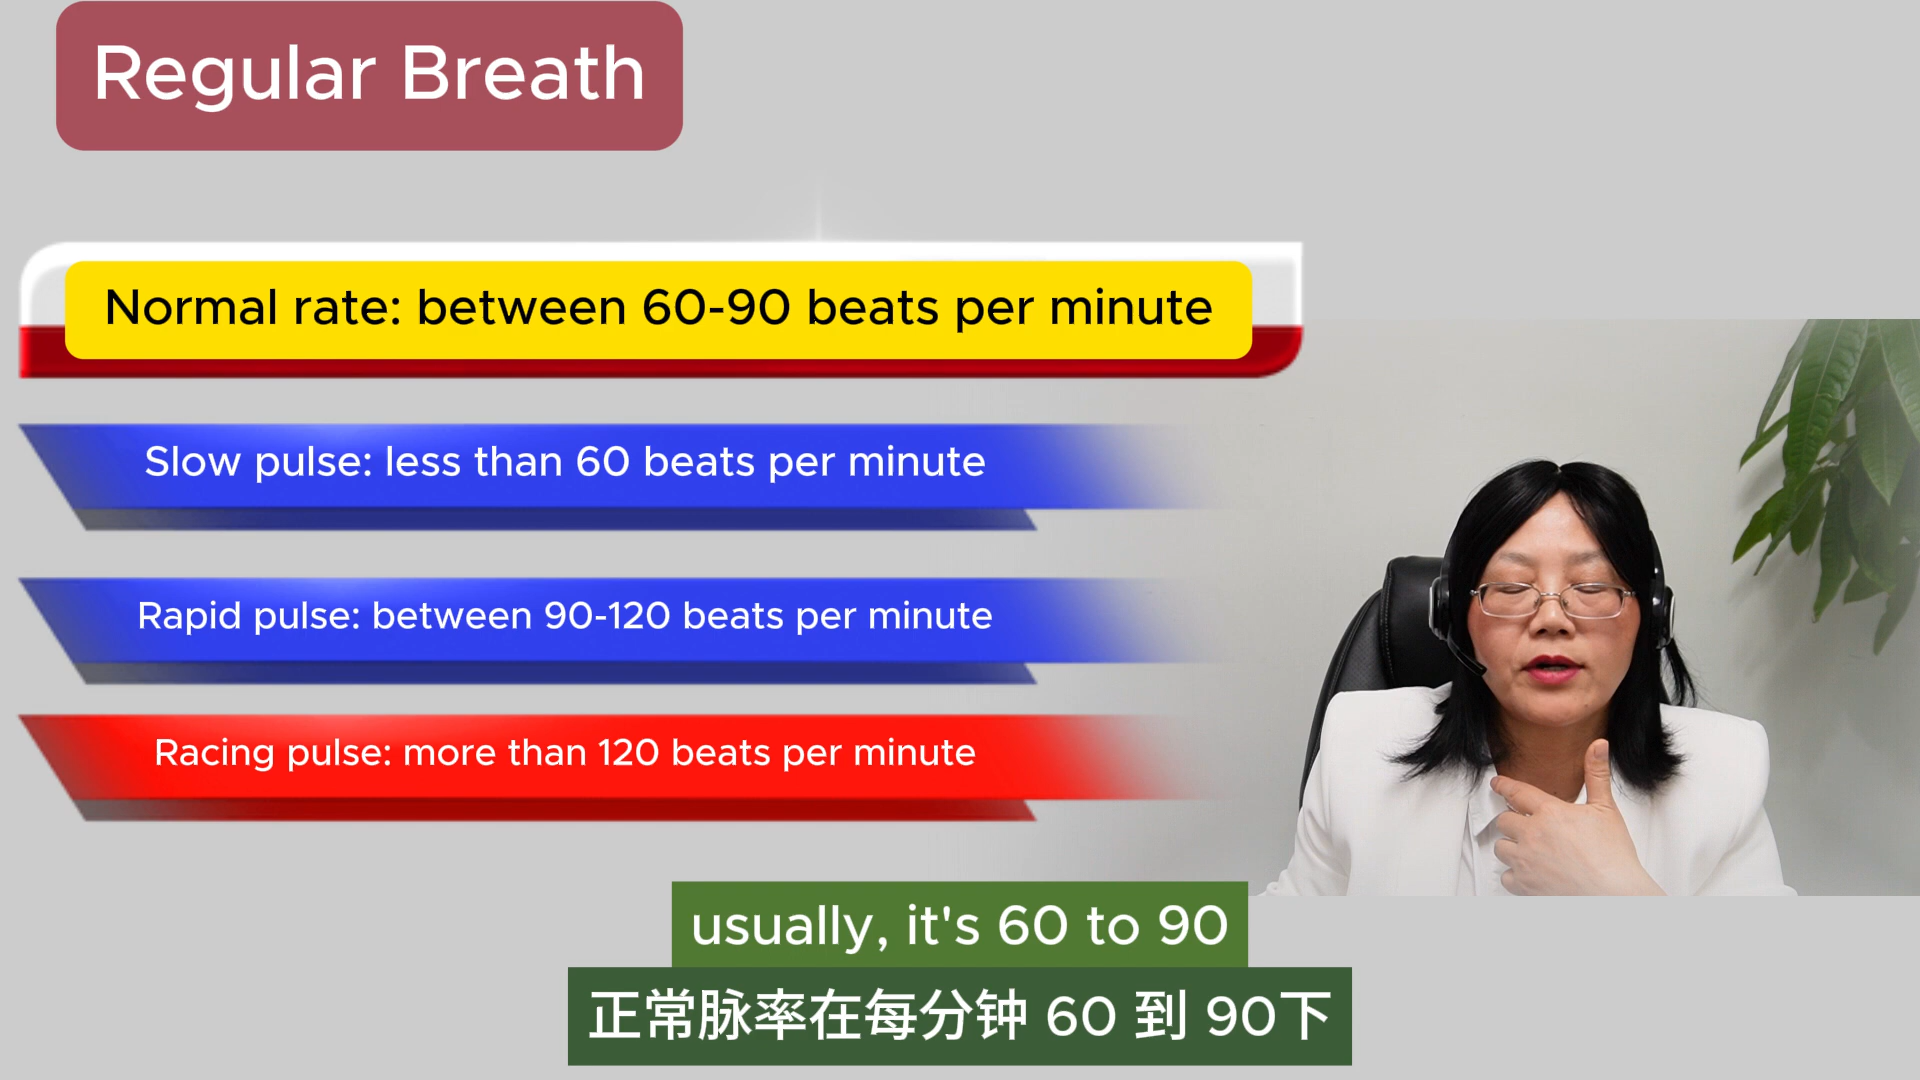 Regular Breath
Normal rate: between 60-90 beats per minute
Slow pulse: less than 60 beats per minute
Rapid pulse: between 90-120 beats per minute
Racing pulse: more than 120 beats per minute
usually, it's 60 to 90
正常脉率在每分钟 60 到 90下